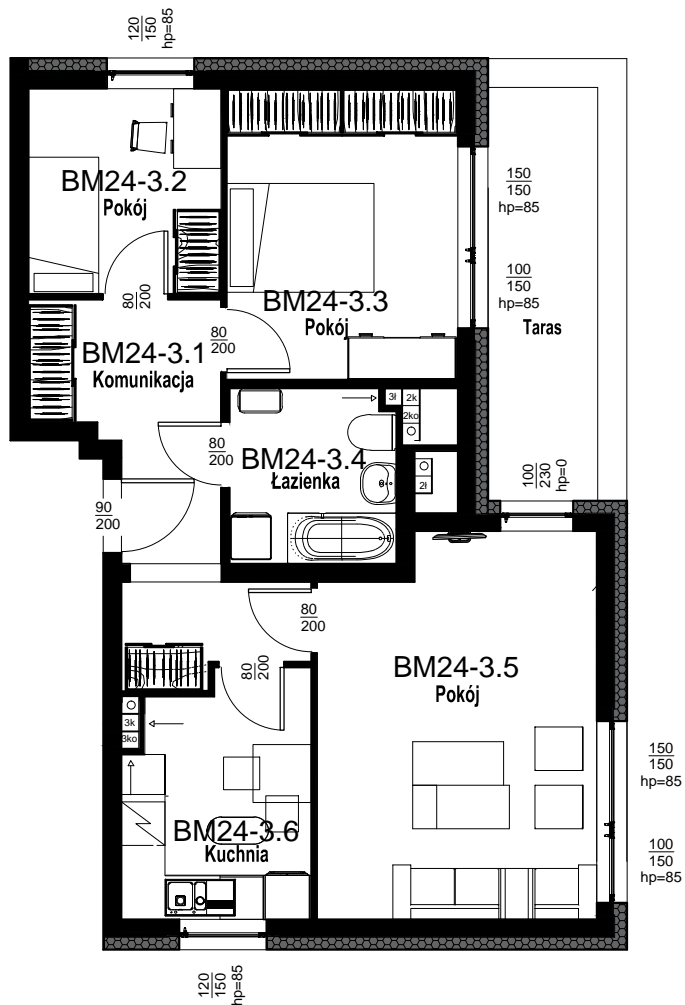 120
150
hp=85
BM24-3.2
Pokój
150
150
hp=85
100
150
hp=85
80
200
BM24-3.3
Pokój
Taras
80
200
BM24-3.1
Komunikacja
3ł
2k
2ko
80
200
BM24-3.4
Łazienka
2ł
100
230
hp=0
90
200
80
200
80
200
BM24-3.5
Pokój
3k
3ko
150
150
hp=85
BM24-3.6
Kuchnia
100
150
hp=85
120
150
hp=85